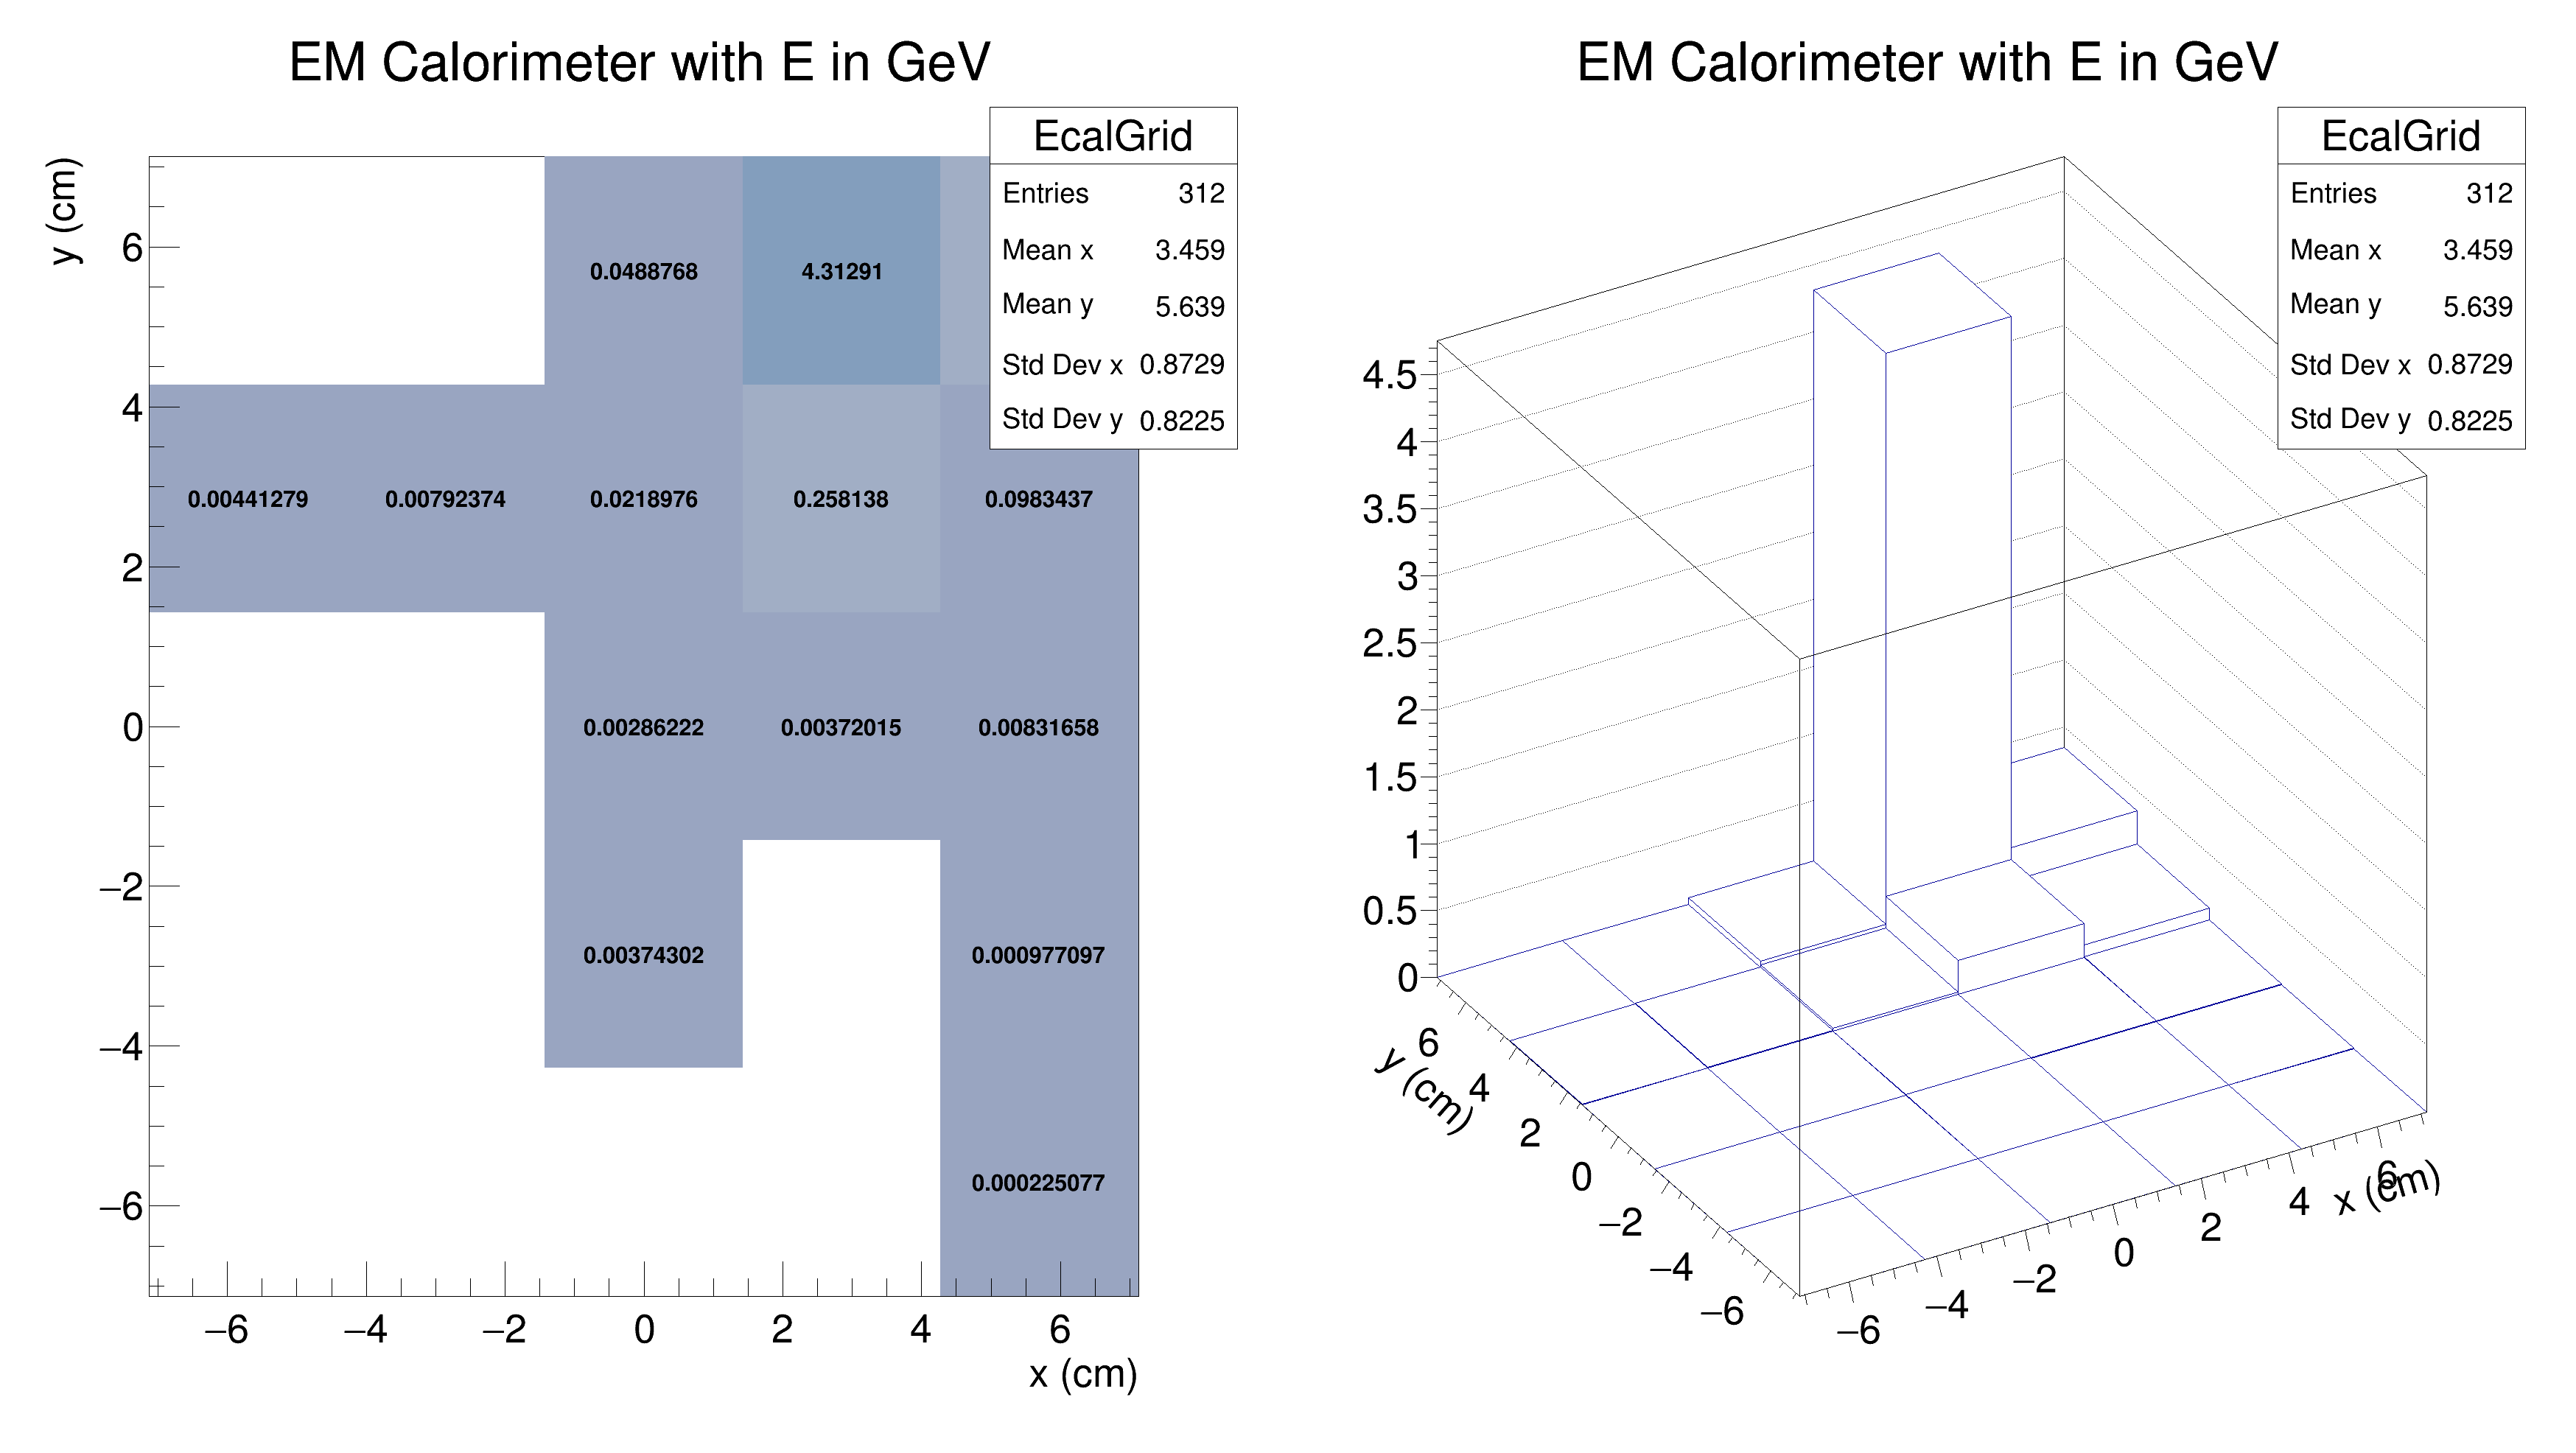 EM Calorimeter with E in GeV
EcalGrid
Entries 312
Mean x 3.459
Mean y 5.639
Std Dev x 0.8729
Std Dev y 0.8225
y (cm)
6
4
2
0
−2
−4
−6
0.0488768 4.31291
0.00441279 0.00792374 0.0218976 0.258138 0.0983437
0.00286222 0.00372015 0.00831658
0.00374302 0.000977097
0.000225077
−6 −4 −2 0 2 4 6
x (cm)
EM Calorimeter with E in GeV
EcalGrid
Entries 312
Mean x 3.459
Mean y 5.639
Std Dev x 0.8729
Std Dev y 0.8225
4.5
4
3.5
3
2.5
2
1.5
1
0.5
0
y (cm)
6
4
2
0
−2
−4
−6
−6 −4 −2 0 2 4 6
x (cm)